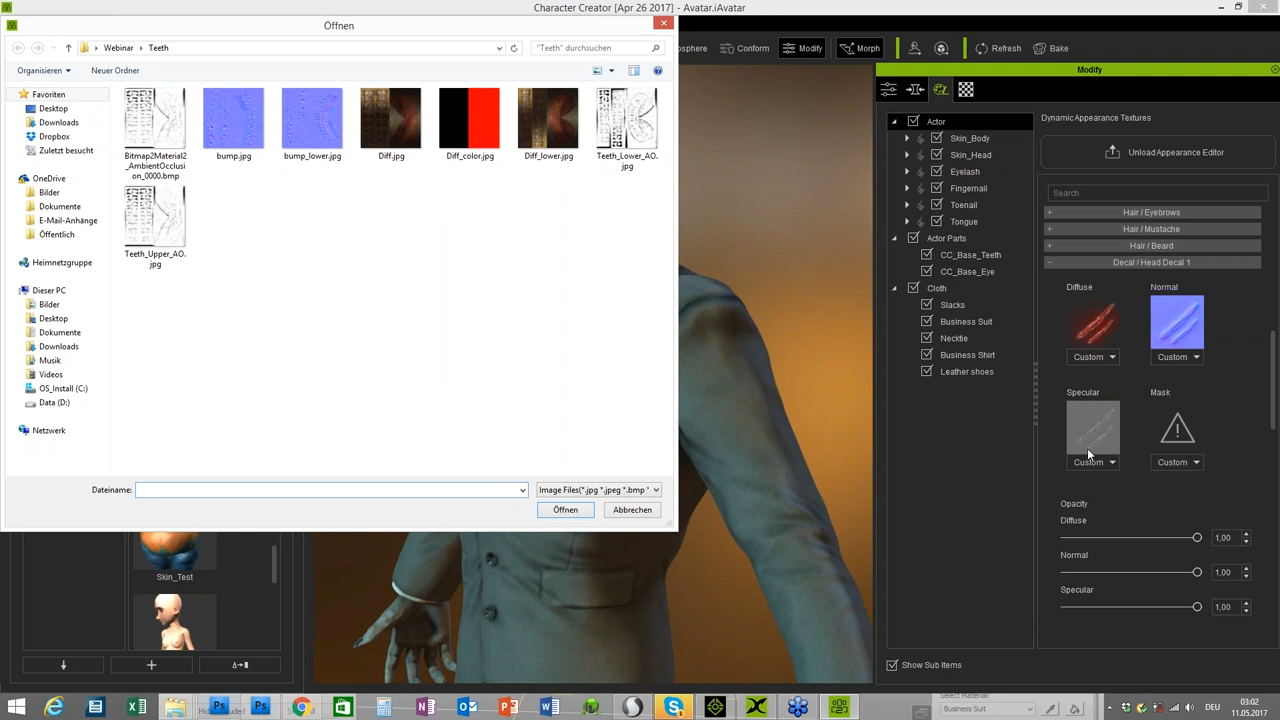 Character Creator [Apr 26 2017] - Avatar.iAvatar
Öffnen
Webinar ▸ Teeth
"Teeth" durchsuchen
Organisieren
Neuer Ordner
Favoriten
Desktop
Downloads
Dropbox
Zuletzt besucht
OneDrive
Bilder
Dokumente
E-Mail-Anhänge
Öffentlich
Heimnetzgruppe
Dieser PC
Bilder
Desktop
Dokumente
Downloads
Musik
Videos
OS_Install (C:)
Data (D:)
Netzwerk
Bitmap2Material2
_AmbientOcclusi
on_0000.bmp
bump.jpg
bump_lower.jpg
Diff.jpg
Diff_color.jpg
Diff_lower.jpg
Teeth_Lower_AO.
jpg
Teeth_Upper_AO.
jpg
Dateiname:
Image Files(*.jpg *.jpeg *.bmp *
Öffnen
Abbrechen
osphere
Conform
Modify
Morph
Refresh
Bake
Modify
Actor
Skin_Body
Skin_Head
Eyelash
Fingernail
Toenail
Tongue
Actor Parts
CC_Base_Teeth
CC_Base_Eye
Cloth
Slacks
Business Suit
Necktie
Business Shirt
Leather shoes
Show Sub Items
Dynamic Appearance Textures
Unload Appearance Editor
Search
Hair / Eyebrows
Hair / Mustache
Hair / Beard
Decal / Head Decal 1
Diffuse
Normal
Custom
Custom
Specular
Mask
Custom
Custom
Opacity
Diffuse
1,00
Normal
1,00
Specular
1,00
Skin_Test
Select Material:
Business Suit
DEU
03:02
11.05.2017